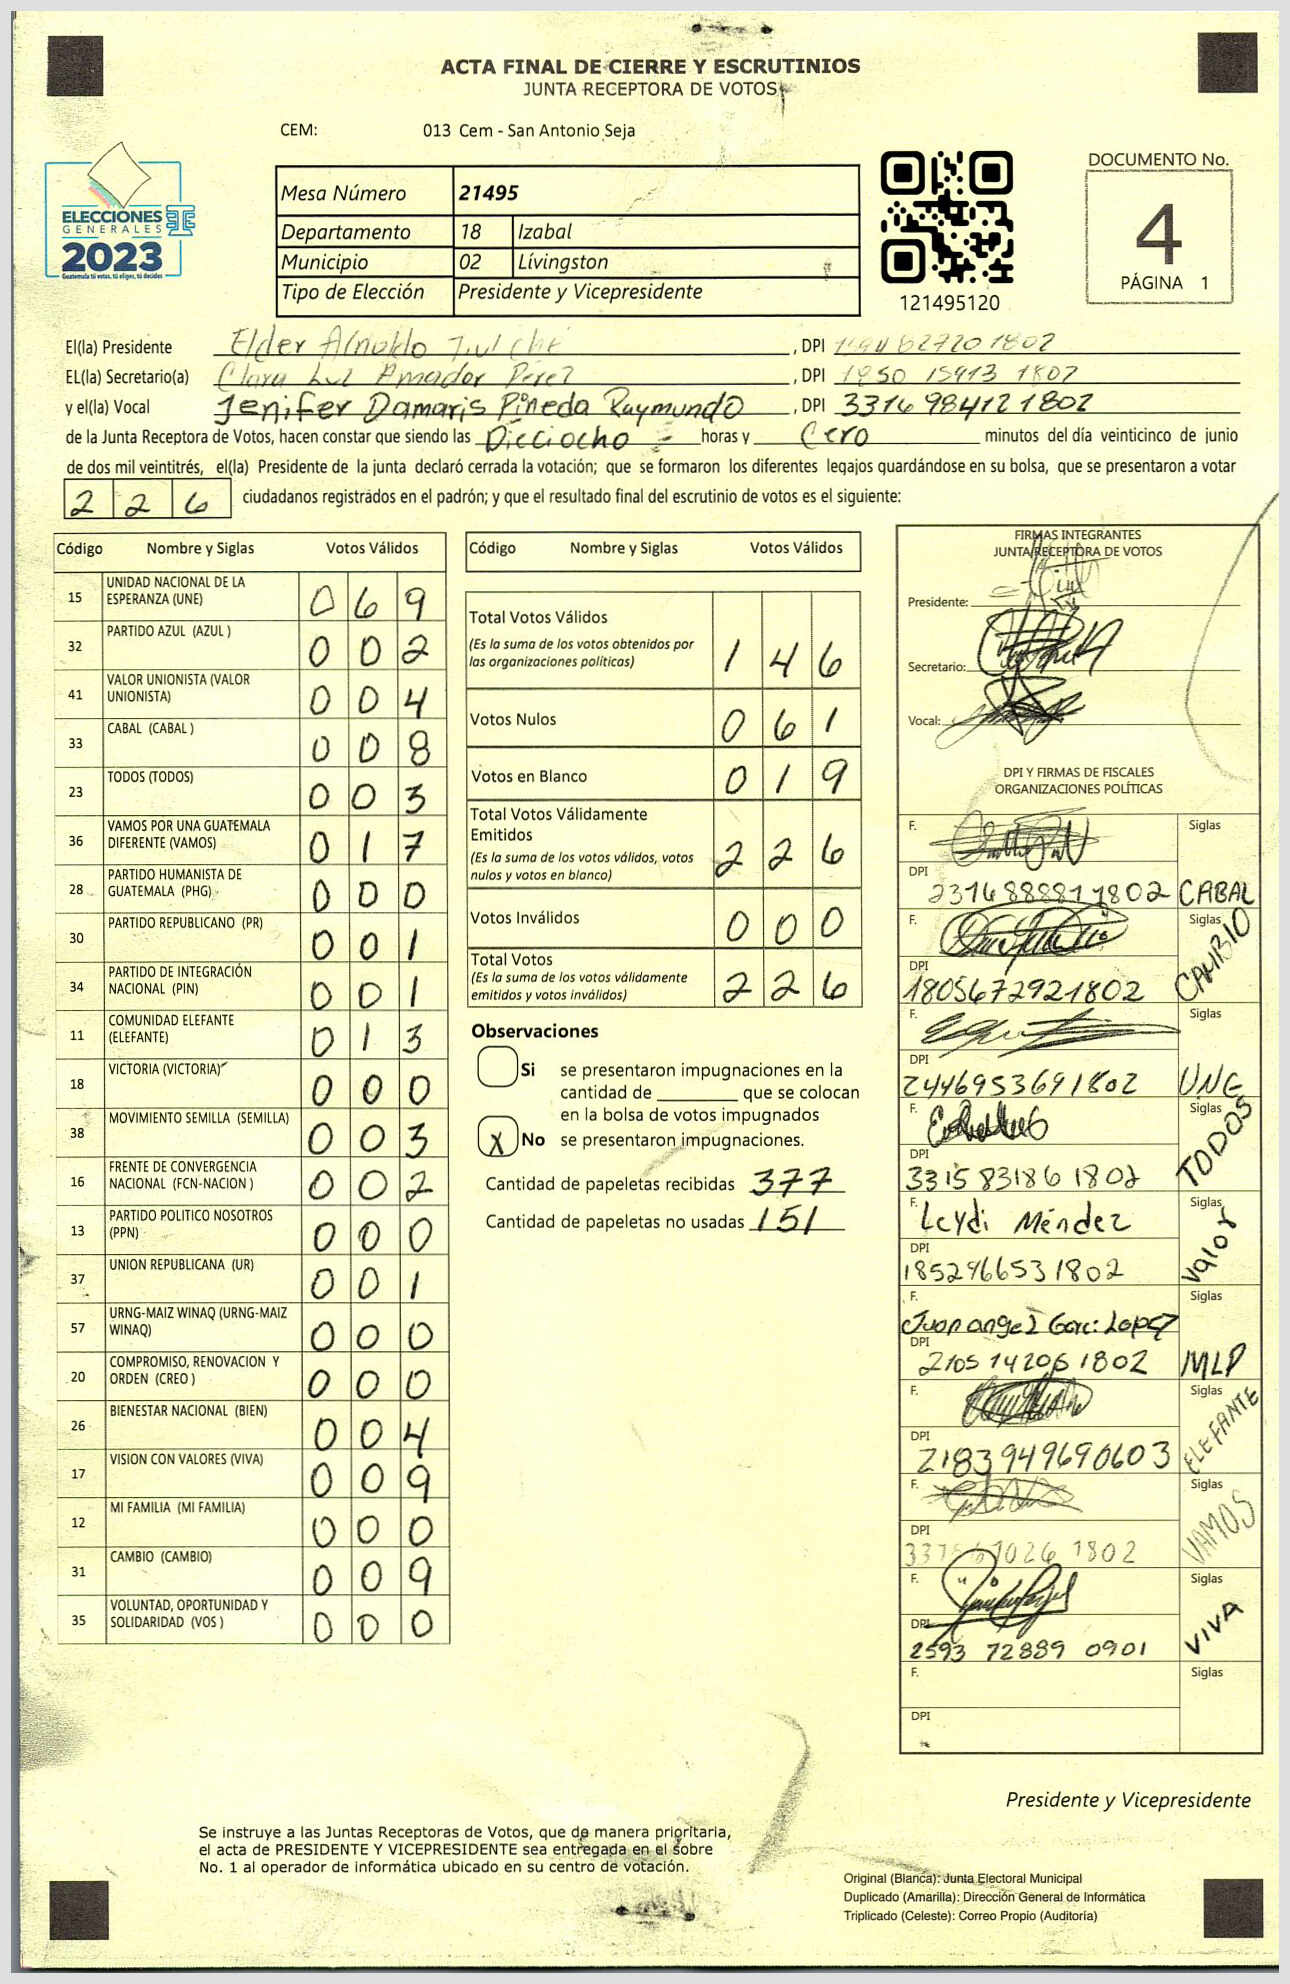 ACTA FINAL DE CIERRE Y ESCRUTINIOS
JUNTA RECEPTORA DE VOTOS
CEM: 013 Cem - San Antonio Seja
ELECCIONES
GENERALES
2023
Guatemala tú votas, tú eliges, tú decides
Mesa Número 21495
Departamento 18 Izabal
Municipio 02 Lívingston
Tipo de Elección Presidente y Vicepresidente
121495120
DOCUMENTO No.
4
PÁGINA 1
El(la) Presidente Elder Arnoldo , DPI
EL(la) Secretario(a) Clara Luz Amador Perez , DPI 1850 15913 1802
y el(la) Vocal Jenifer Damaris Pineda Raymundo , DPI 3316 98412 1802
de la Junta Receptora de Votos, hacen constar que siendo las Dieciocho horas y Cero minutos del día veinticinco de junio
de dos mil veintitrés, el(la) Presidente de la junta declaró cerrada la votación; que se formaron los diferentes legajos guardándose en su bolsa, que se presentaron a votar
2 2 6 ciudadanos registrados en el padrón; y que el resultado final del escrutinio de votos es el siguiente:
Código Nombre y Siglas Votos Válidos
15 UNIDAD NACIONAL DE LA ESPERANZA (UNE) 0 6 9
32 PARTIDO AZUL (AZUL ) 0 0 2
41 VALOR UNIONISTA (VALOR UNIONISTA) 0 0 4
33 CABAL (CABAL ) 0 0 8
23 TODOS (TODOS) 0 0 3
36 VAMOS POR UNA GUATEMALA DIFERENTE (VAMOS) 0 1 7
28 PARTIDO HUMANISTA DE GUATEMALA (PHG) 0 0 0
30 PARTIDO REPUBLICANO (PR) 0 0 1
34 PARTIDO DE INTEGRACIÓN NACIONAL (PIN) 0 0 1
11 COMUNIDAD ELEFANTE (ELEFANTE) 0 1 3
18 VICTORIA (VICTORIA) 0 0 0
38 MOVIMIENTO SEMILLA (SEMILLA) 0 0 3
16 FRENTE DE CONVERGENCIA NACIONAL (FCN-NACION ) 0 0 2
13 PARTIDO POLITICO NOSOTROS (PPN) 0 0 0
37 UNION REPUBLICANA (UR) 0 0 1
57 URNG-MAIZ WINAQ (URNG-MAIZ WINAQ) 0 0 0
20 COMPROMISO, RENOVACION Y ORDEN (CREO ) 0 0 0
26 BIENESTAR NACIONAL (BIEN) 0 0 4
17 VISION CON VALORES (VIVA) 0 0 9
12 MI FAMILIA (MI FAMILIA) 0 0 0
31 CAMBIO (CAMBIO) 0 0 9
35 VOLUNTAD, OPORTUNIDAD Y SOLIDARIDAD (VOS ) 0 0 0
Código Nombre y Siglas Votos Válidos
Total Votos Válidos 1 4 6
(Es la suma de los votos obtenidos por
las organizaciones políticas)
Votos Nulos 0 6 1
Votos en Blanco 0 1 9
Total Votos Válidamente
Emitidos 2 2 6
(Es la suma de los votos válidos, votos
nulos y votos en blanco)
Votos Inválidos 0 0 0
Total Votos 2 2 6
(Es la suma de los votos válidamente
emitidos y votos inválidos)
Observaciones
Si se presentaron impugnaciones en la
cantidad de ________ que se colocan
en la bolsa de votos impugnados
X No se presentaron impugnaciones.
Cantidad de papeletas recibidas 377
Cantidad de papeletas no usadas 151
FIRMAS INTEGRANTES
JUNTA RECEPTORA DE VOTOS
Presidente:
Secretario:
Vocal:
DPI Y FIRMAS DE FISCALES
ORGANIZACIONES POLÍTICAS
F. Siglas
DPI
CABAL
F. Siglas
DPI
1805672921802 CAMBIO
F. Siglas
DPI
2446953691802 UNE
F. Siglas
DPI
3315 83186 1802 TODOS
F. Leydi Méndez Siglas
DPI
1852966531802 Valor
F. Juan angel Garci Lopez Siglas
DPI
2105 14206 1802 MLP
F. Siglas
DPI
2183949690603 ELEFANTE
F. Siglas
DPI
VAMOS
F. Siglas
DPI
2593 72889 0901 VIVA
F. Siglas
DPI
Presidente y Vicepresidente
Se instruye a las Juntas Receptoras de Votos, que de manera prioritaria,
el acta de PRESIDENTE Y VICEPRESIDENTE sea entregada en el sobre
No. 1 al operador de informática ubicado en su centro de votación.
Original (Blanca): Junta Electoral Municipal
Duplicado (Amarilla): Dirección General de Informática
Triplicado (Celeste): Correo Propio (Auditoría)